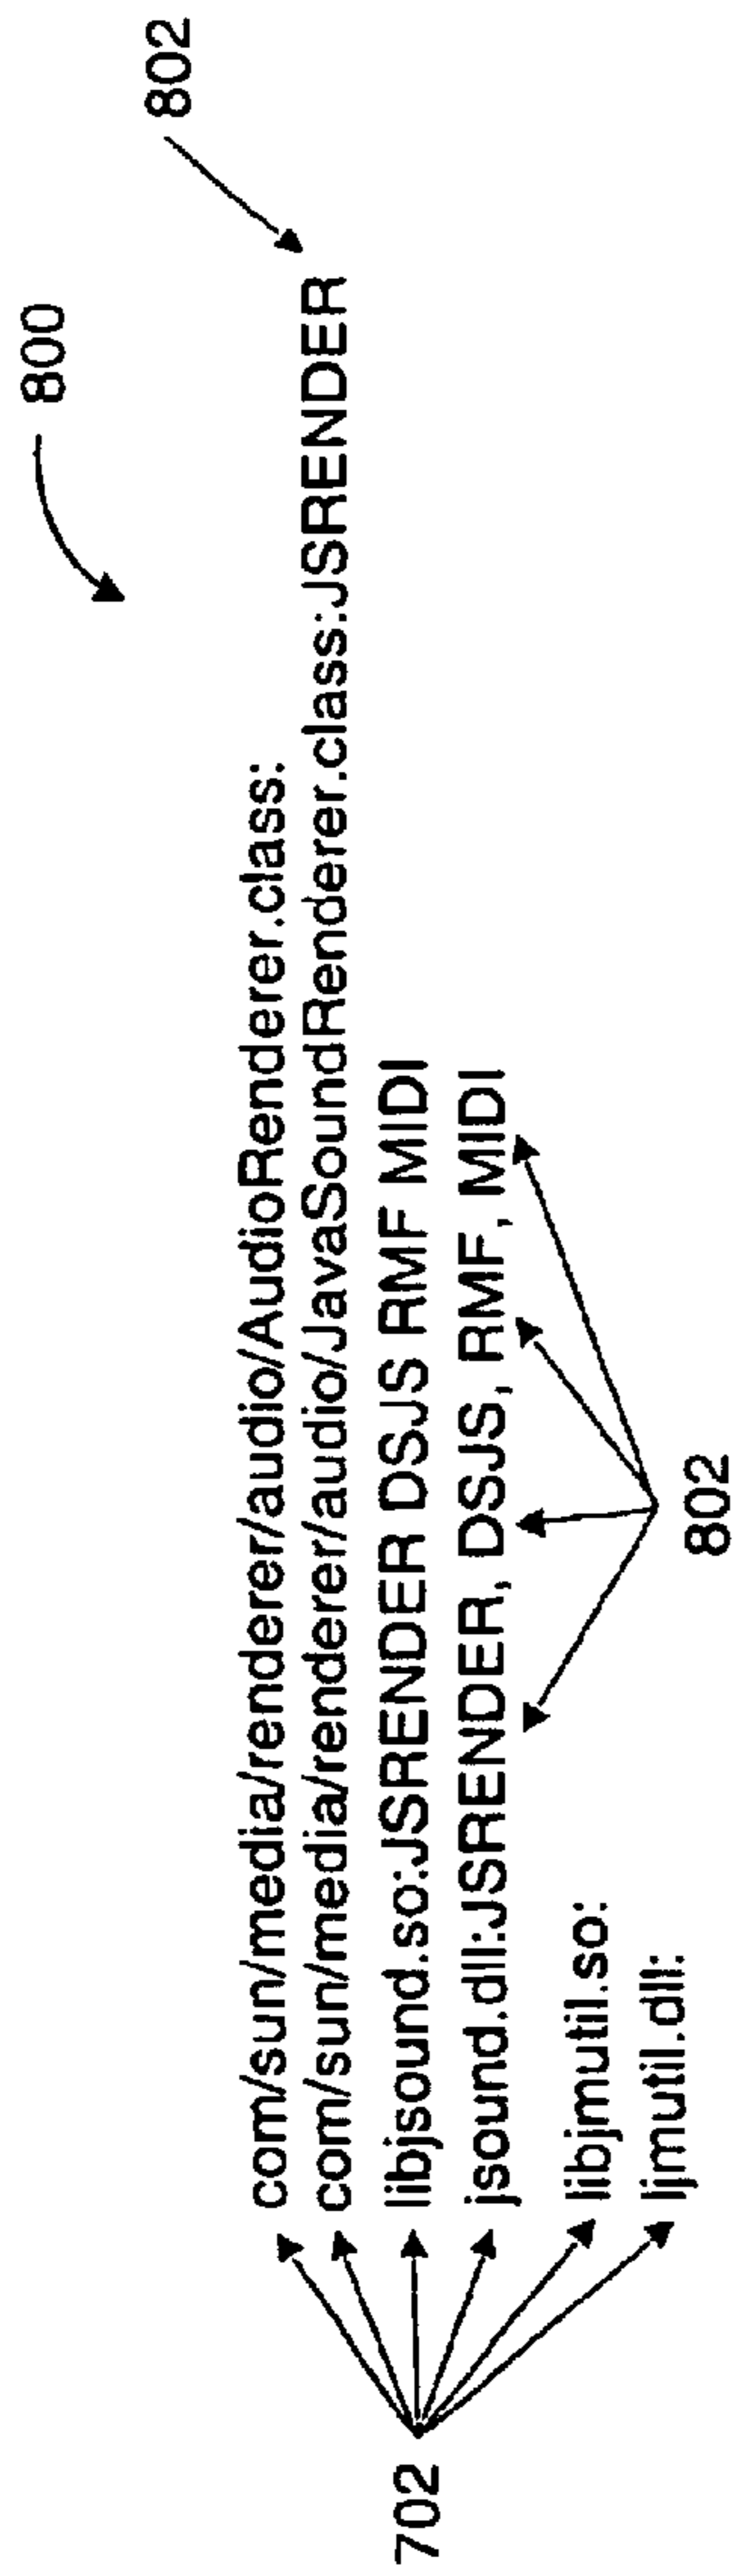 800
802
com/sun/media/renderer/audio/AudioRenderer.class:
com/sun/media/renderer/audio/JavaSoundRenderer.class:JSRENDER
702
libjsound.so:JSRENDER DSJS RMF MIDI
jsound.dll:JSRENDER, DSJS, RMF, MIDI
libjmutil.so:
ljmutil.dll:
802